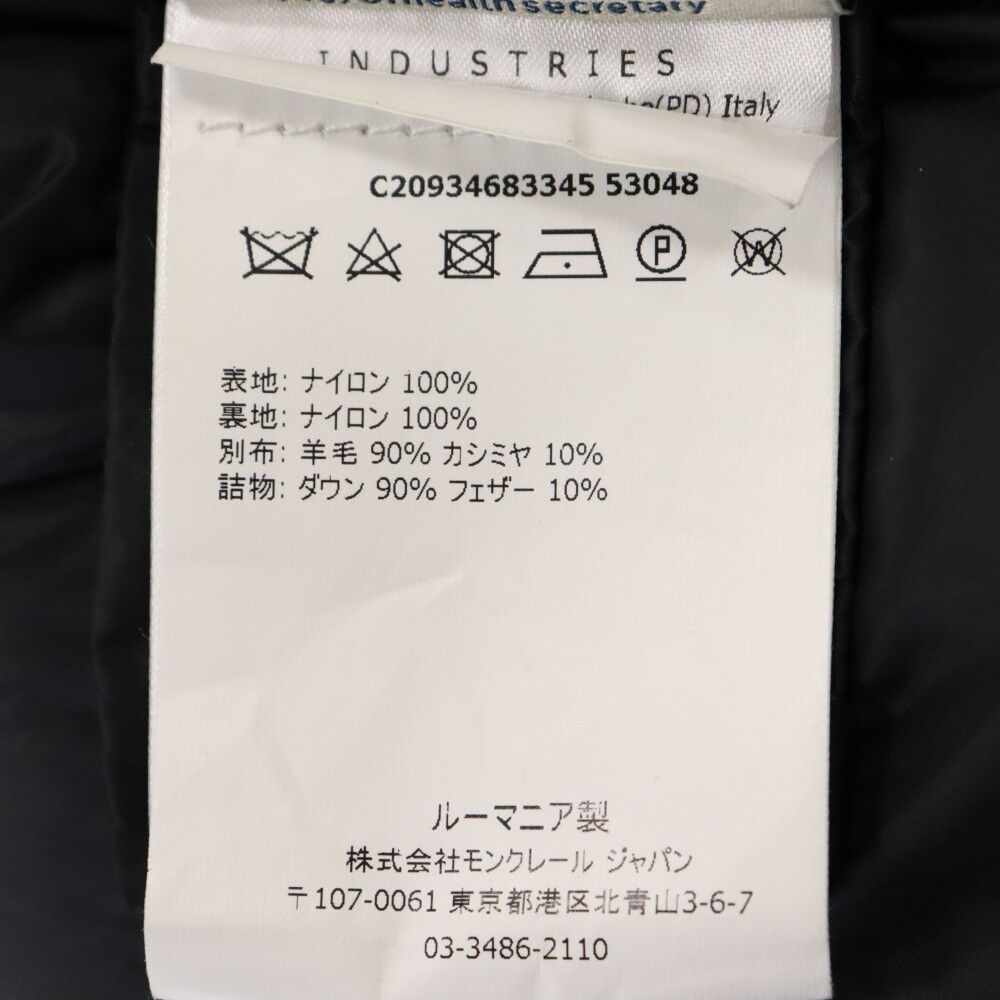 secretary
INDUSTRIES
(PD) Italy
C20934683345 53048
P
W
表地: ナイロン 100%
裏地: ナイロン 100%
別布: 羊毛 90% カシミヤ 10%
詰物: ダウン 90% フェザー 10%
ルーマニア製
株式会社モンクレール ジャパン
〒107-0061 東京都港区北青山3-6-7
03-3486-2110